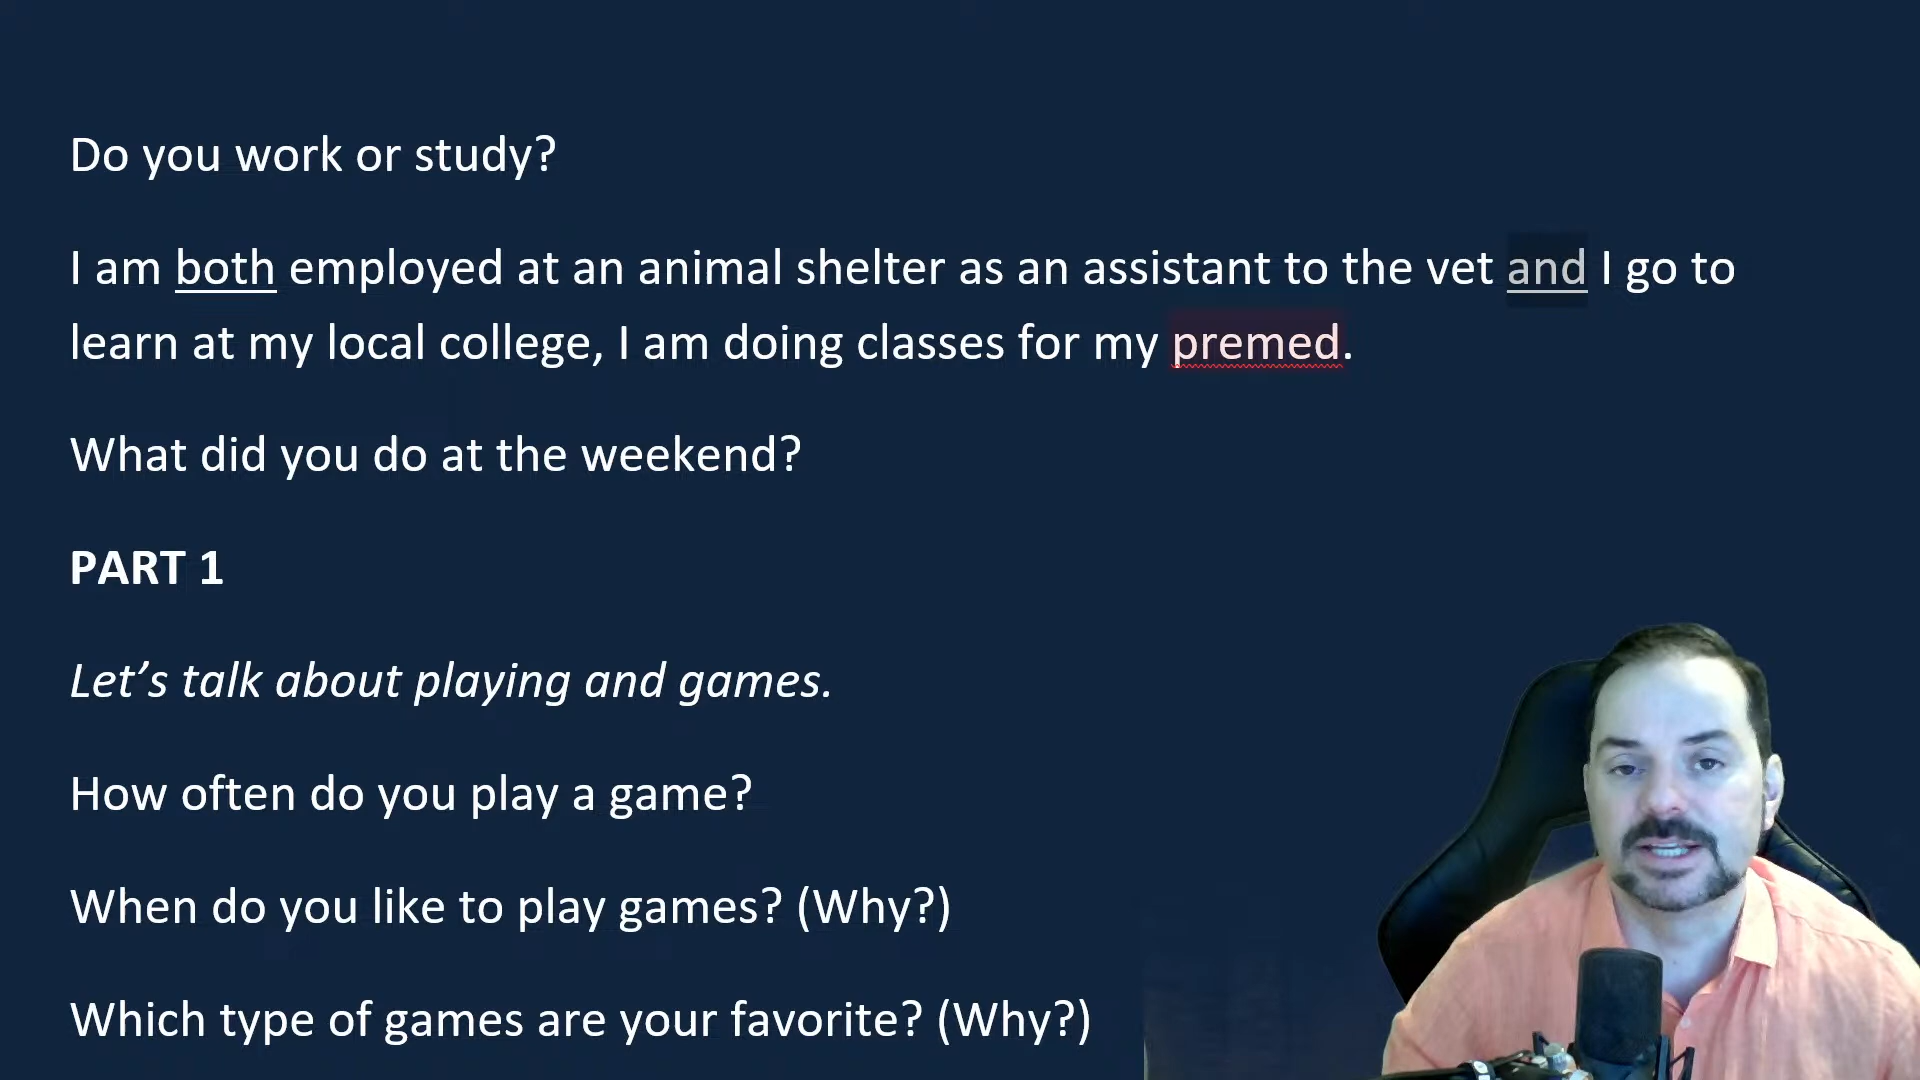 Do you work or study?
I am both employed at an animal shelter as an assistant to the vet and I go to
learn at my local college, I am doing classes for my premed.
What did you do at the weekend?
PART 1
Let’s talk about playing and games.
How often do you play a game?
When do you like to play games? (Why?)
Which type of games are your favorite? (Why?)